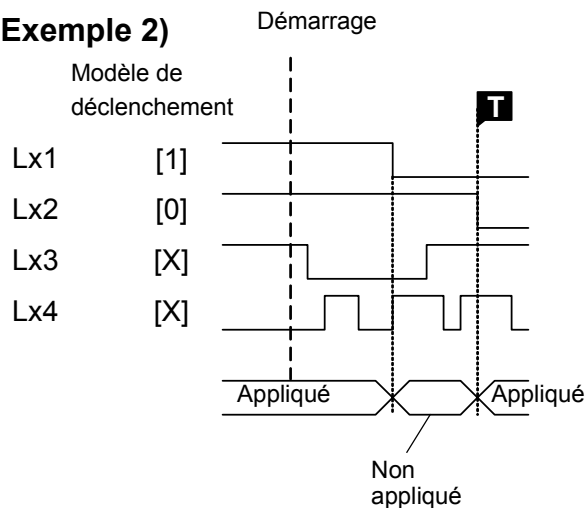 Exemple 2)
Démarrage
Modèle de
déclenchement
T
Lx1 [1]
Lx2 [0]
Lx3 [X]
Lx4 [X]
Appliqué Appliqué
Non
appliqué